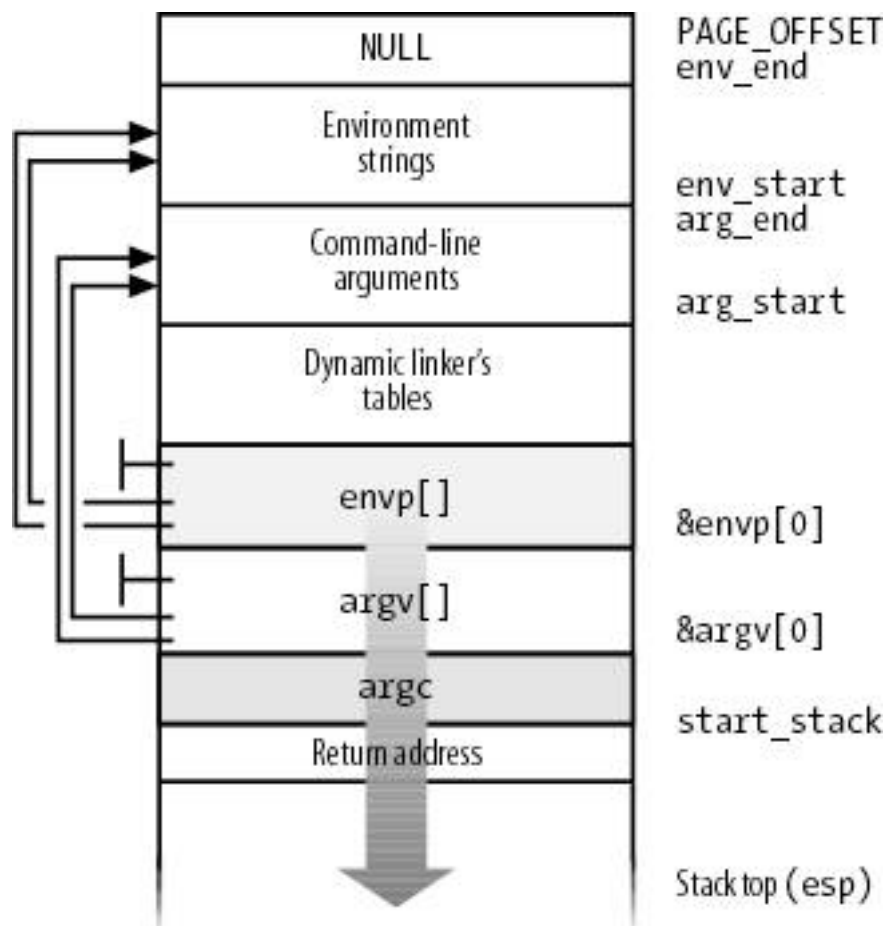 NULL
PAGE_OFFSET
env_end
Environment
strings
env_start
arg_end
Command-line
arguments
arg_start
Dynamic linker's
tables
envp[]
&envp[0]
argv[]
&argv[0]
argc
start_stack
Return address
Stack top (esp)